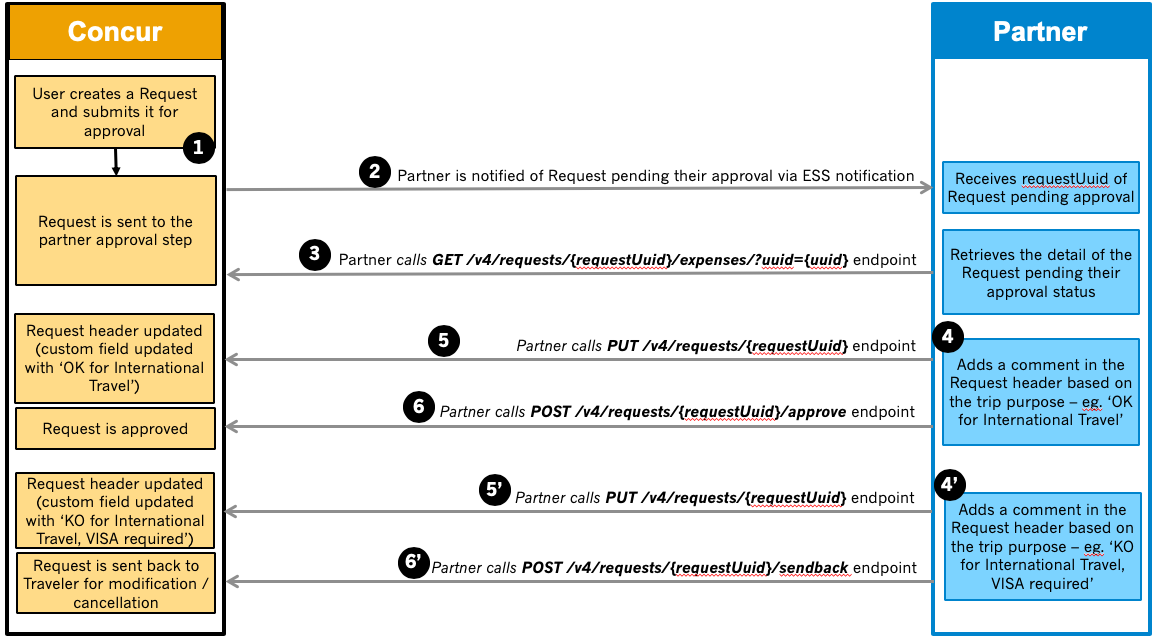 Concur
Partner
User creates a Request
and submits it for
approval
1
Request is sent to the
partner approval step
2
Partner is notified of Request pending their approval via ESS notification
Receives requestUuid of
Request pending approval
3
Partner calls GET /v4/requests/{requestUuid}/expenses/?uuid={uuid} endpoint
Retrieves the detail of the
Request pending their
approval status
Request header updated
(custom field updated
with ‘OK for International
Travel’)
5
Partner calls PUT /v4/requests/{requestUuid} endpoint
4
Adds a comment in the
Request header based on
the trip purpose – eg. ‘OK
for International Travel’
6
Partner calls POST /v4/requests/{requestUuid}/approve endpoint
Request is approved
Request header updated
(custom field updated
with ‘KO for International
Travel, VISA required’)
5’
Partner calls PUT /v4/requests/{requestUuid} endpoint
4’
Adds a comment in the
Request header based on
the trip purpose – eg. ‘KO
for International Travel,
VISA required’
6’
Partner calls POST /v4/requests/{requestUuid}/sendback endpoint
Request is sent back to
Traveler for modification /
cancellation